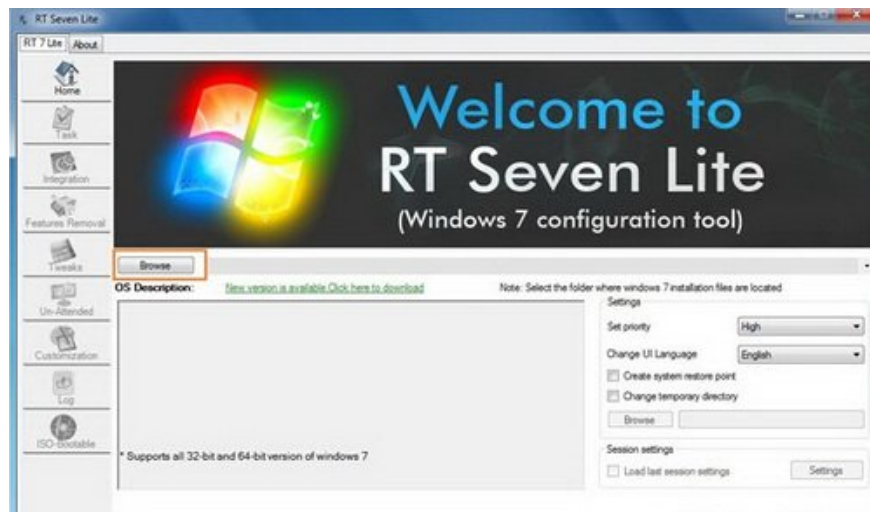 RT Seven Lite
RT 7 Lite About
Home
Task
Integration
Features Removal
Tweaks
Un-Attended
Customization
Log
ISO-Bootable
Welcome to
RT Seven Lite
(Windows 7 configuration tool)
Browse
OS Description: New version is available.Click here to download Note: Select the folder where windows 7 installation files are located
* Supports all 32-bit and 64-bit version of windows 7
Settings
Set priority High
Change UI Language English
Create system restore point
Change temporary directory
Browse
Session settings
Load last session settings Settings